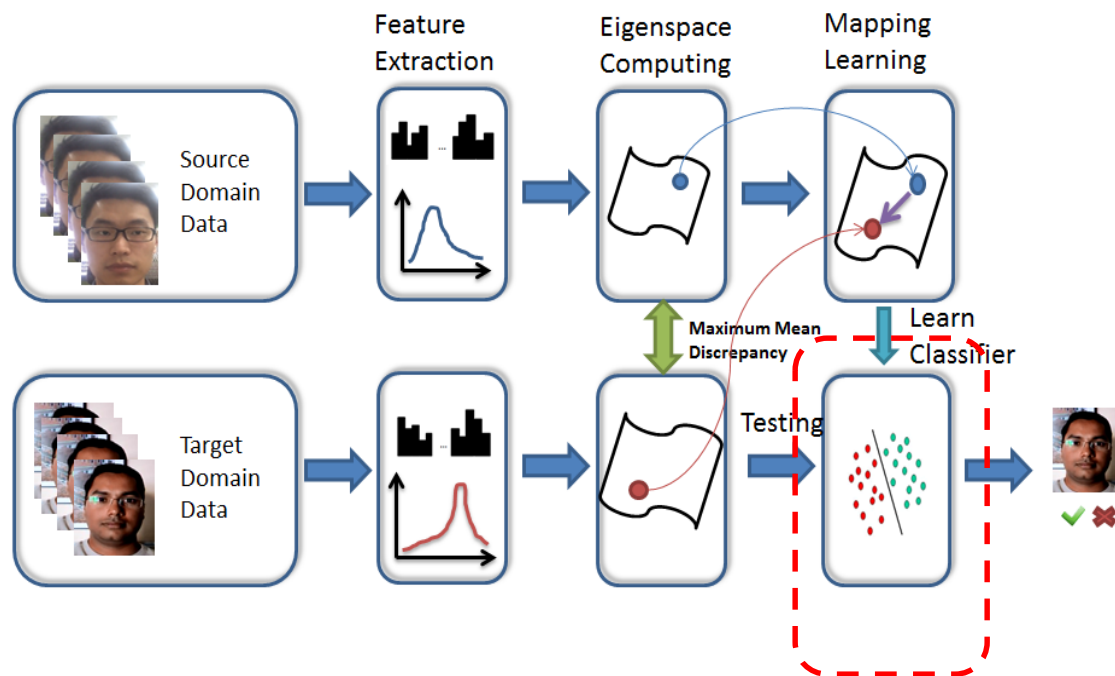 Feature
Extraction
Eigenspace
Computing
Mapping
Learning
Source
Domain
Data
...
Maximum Mean
Discrepancy
Learn
Classifier
Target
Domain
Data
...
Testing